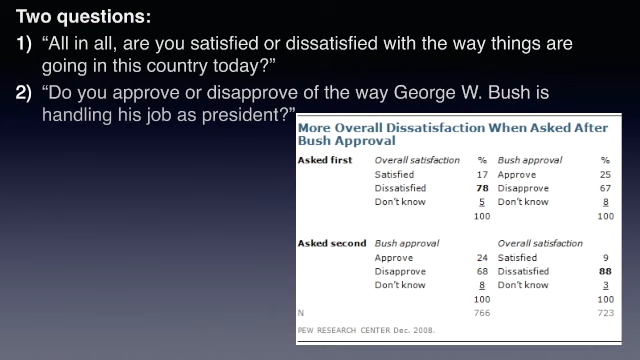 Two questions:
1) “All in all, are you satisfied or dissatisfied with the way things are
going in this country today?”
2) “Do you approve or disapprove of the way George W. Bush is
handling his job as president?”
More Overall Dissatisfaction When Asked After
Bush Approval
Asked first Overall satisfaction % Bush approval %
Satisfied 17 Approve 25
Dissatisfied 78 Disapprove 67
Don't know 5 Don't know 8
100 100
Asked second Bush approval Overall satisfaction
Approve 24 Satisfied 9
Disapprove 68 Dissatisfied 88
Don't know 8 Don't know 3
100 100
N 766 723
PEW RESEARCH CENTER Dec. 2008.